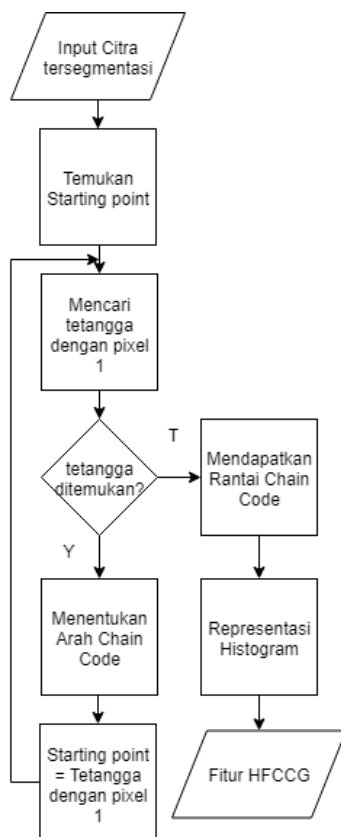 Input Citra
tersegmentasi
Temukan
Starting point
Mencari
tetangga
dengan pixel
1
tetangga
ditemukan?
T
Mendapatkan
Rantai Chain
Code
Y
Menentukan
Arah Chain
Code
Representasi
Histogram
Starting point
= Tetangga
dengan pixel
1
Fitur HFCCG